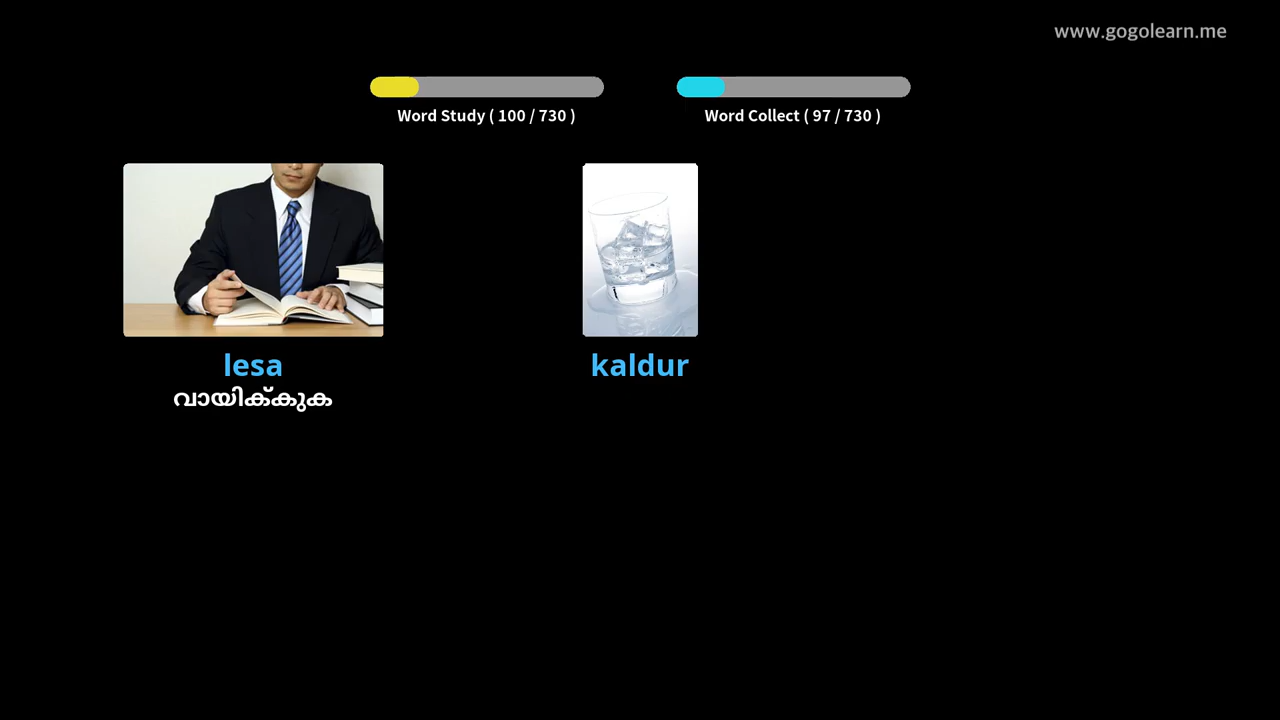 www.gogolearn.me
Word Study ( 100 / 730 )
Word Collect ( 97 / 730 )
lesa
വായിക്കുക
kaldur